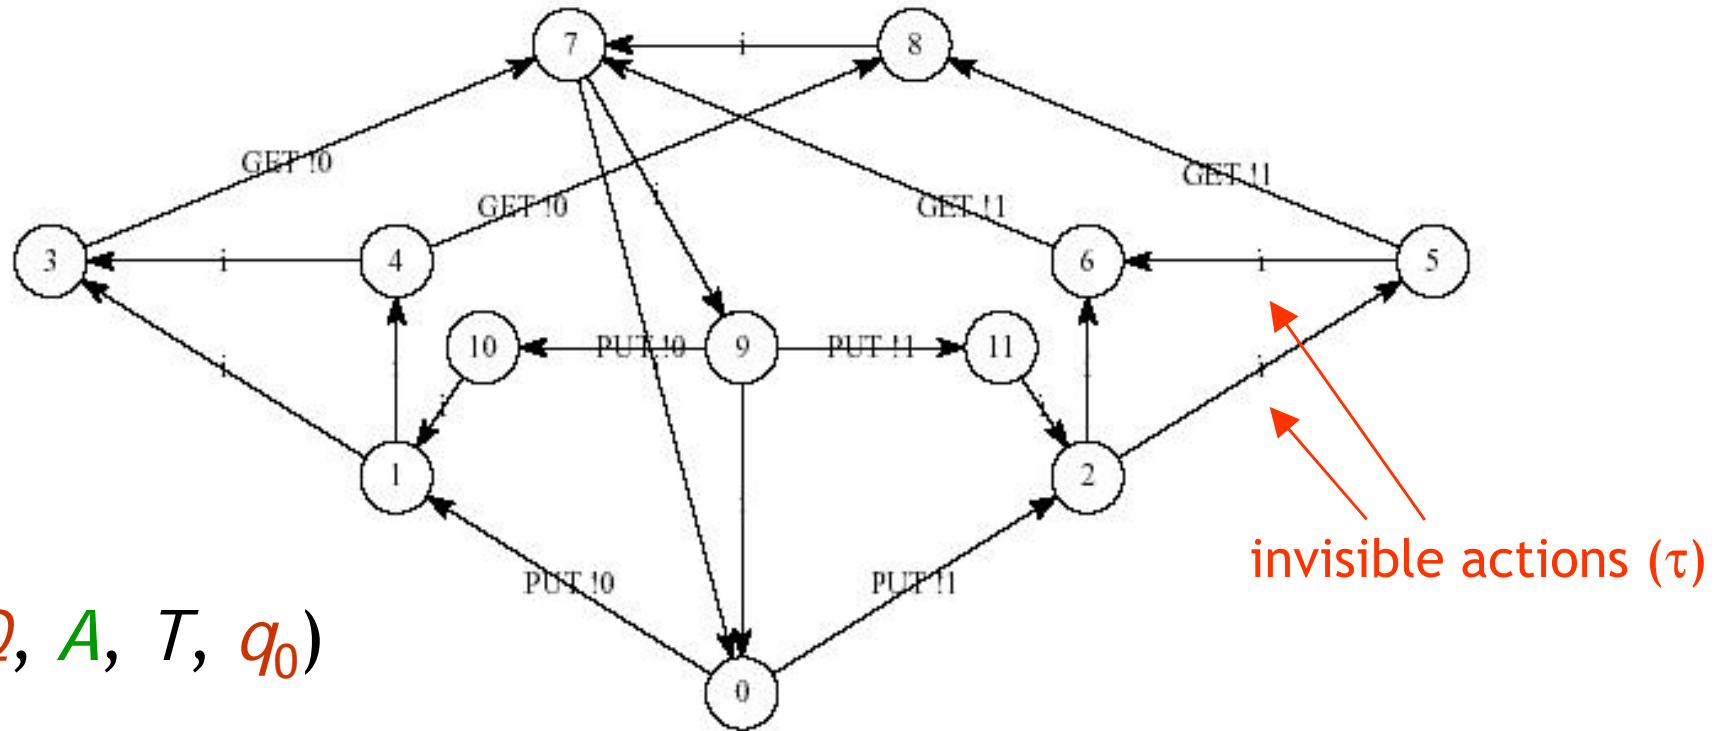 7
i
8
GET !0
GET !1
GET !0
i
GET !1
3
i
4
6
i
5
10
PUT !0
9
PUT !1
11
i
i
i
i
i
i
i
1
2
i
PUT !0
PUT !1
invisible actions (τ)
Q, A, T, q₀)
0